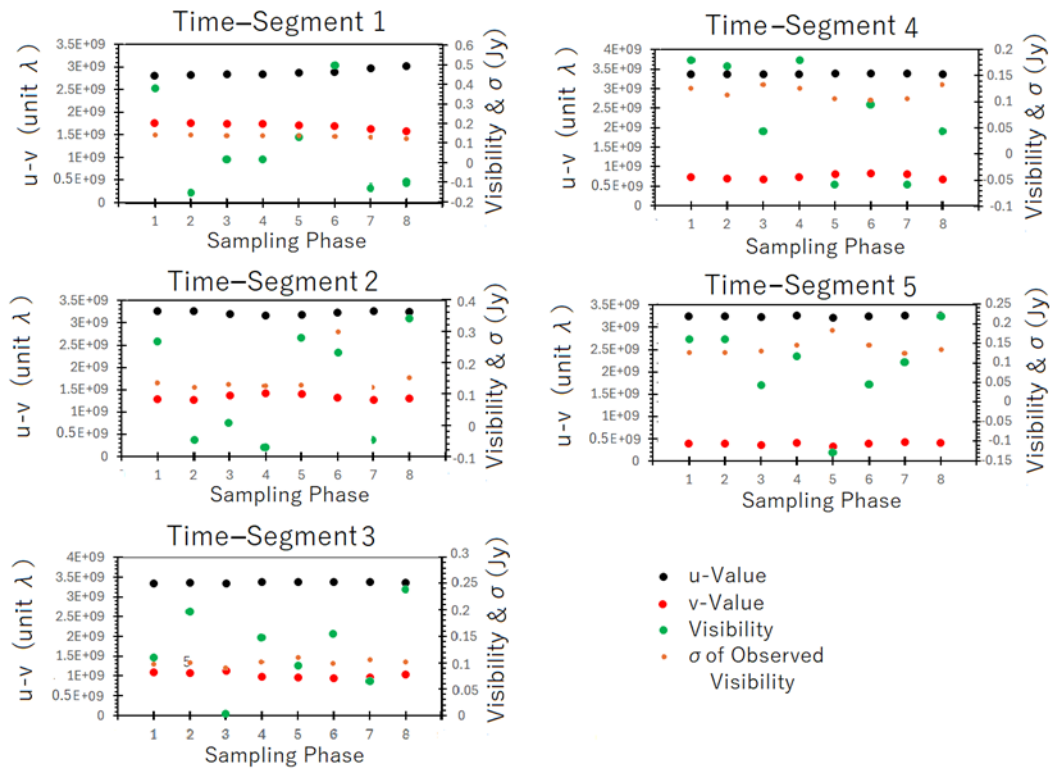 Time–Segment 1
u-v (unit λ)
3.5E+09
3E+09
2.5E+09
2E+09
1.5E+09
1E+09
0.5E+09
0
0.6
0.5
0.4
0.3
0.2
0.1
0
-0.1
-0.2
Visibility & σ (Jy)
1 2 3 4 5 6 7 8
Sampling Phase
Time–Segment 2
u-v (unit λ)
3.5E+09
3E+09
2.5E+09
2E+09
1.5E+09
1E+09
0.5E+09
0
0.4
0.3
0.2
0.1
0
-0.1
Visibility & σ (Jy)
1 2 3 4 5 6 7 8
Sampling Phase
Time–Segment 3
u-v (unit λ)
4E+09
3.5E+09
3E+09
2.5E+09
2E+09
1.5E+09
1E+09
0.5E+09
0
5
0.3
0.25
0.2
0.15
0.1
0.05
0
Visibility & σ (Jy)
1 2 3 4 5 6 7 8
Sampling Phase
Time–Segment 4
u-v (unit λ)
4E+09
3.5E+09
3E+09
2.5E+09
2E+09
1.5E+09
1E+09
0.5E+09
0
0.2
0.15
0.1
0.05
0
-0.05
-0.1
Visibility & σ (Jy)
1 2 3 4 5 6 7 8
Sampling Phase
Time–Segment 5
u-v (unit λ)
3.5E+09
3E+09
2.5E+09
2E+09
1.5E+09
1E+09
0.5E+09
0
0.25
0.2
0.15
0.1
0.05
0
-0.05
-0.1
-0.15
Visibility & σ (Jy)
1 2 3 4 5 6 7 8
Sampling Phase
u-Value
v-Value
Visibility
σ of Observed
Visibility